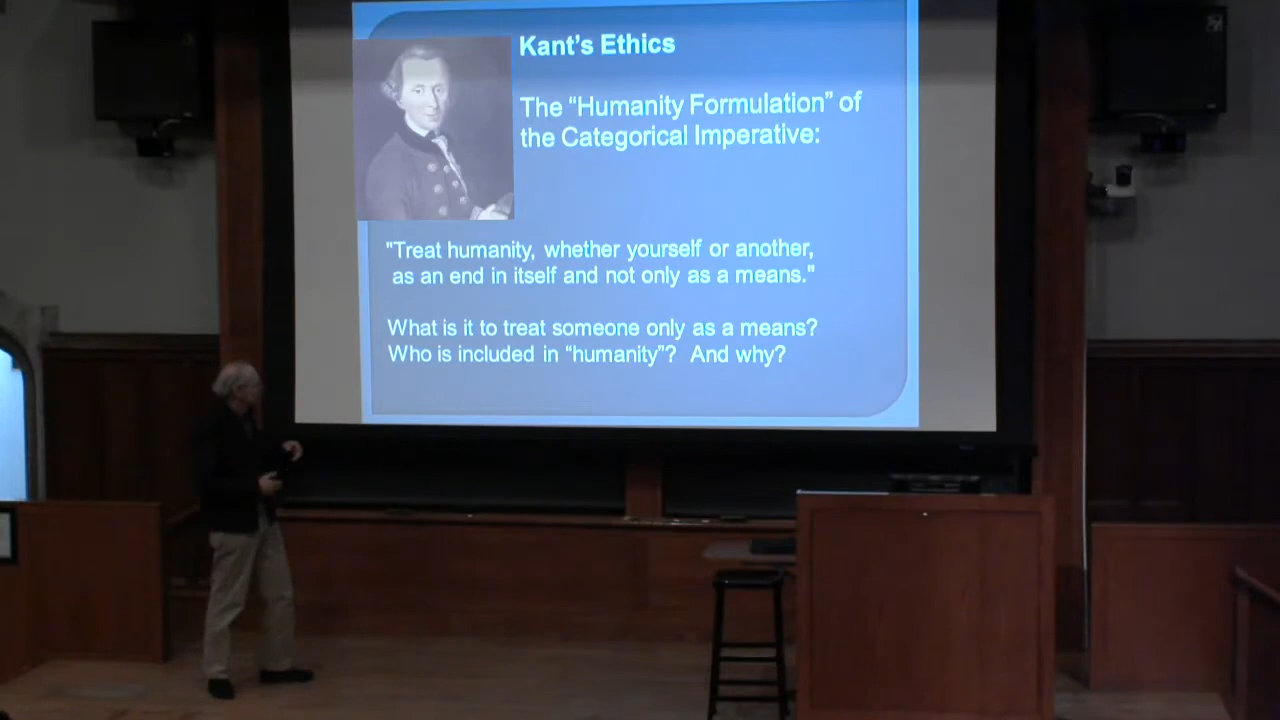 Kant’s Ethics
The “Humanity Formulation” of
the Categorical Imperative:
"Treat humanity, whether yourself or another,
as an end in itself and not only as a means."
What is it to treat someone only as a means?
Who is included in “humanity”? And why?